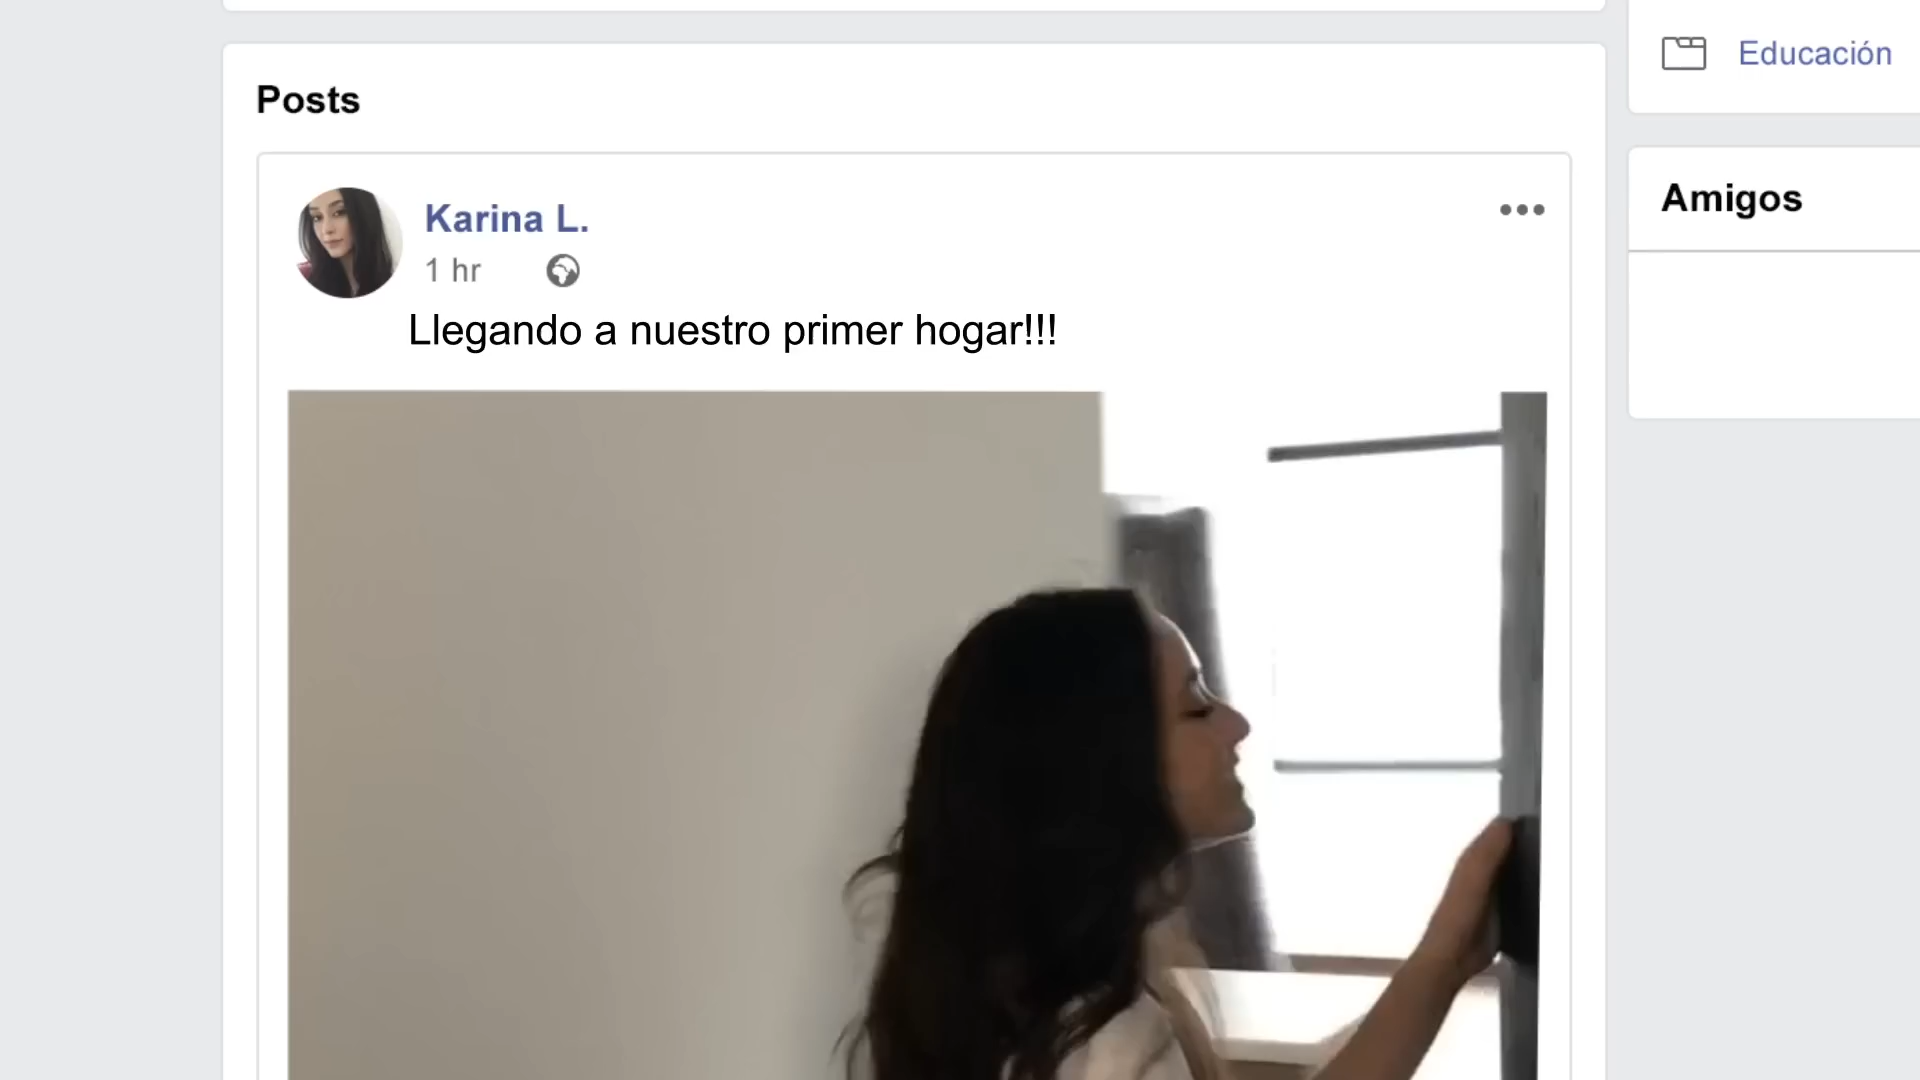 Educación
Posts
Amigos
Karina L.
1 hr
Llegando a nuestro primer hogar!!!